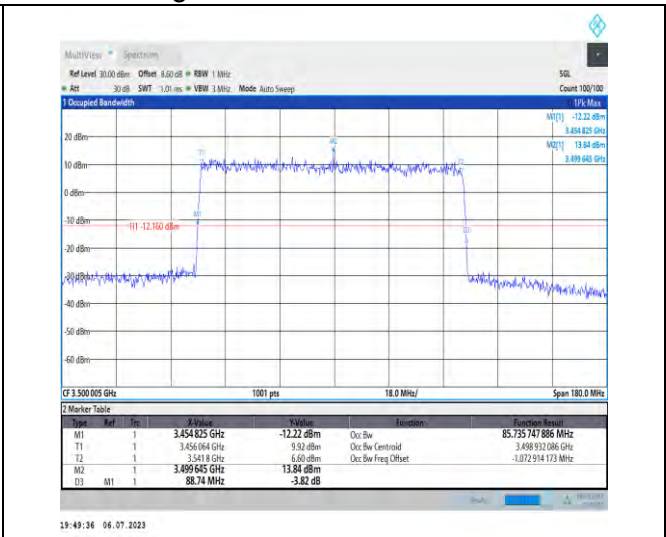 MultiView Spectrum
Ref Level 30.00 dBm Offset 8.60 dB RBW 1 MHz SGL
Att 30 dB SWT 1.01 ms VBW 3 MHz Mode Auto Sweep Count 100/100
1 Occupied Bandwidth 1Pk Max
M1[1] -12.22 dBm
3.454 825 GHz
20 dBm M2[1] 13.84 dBm
3.499 645 GHz
M2
T1
10 dBm
0 dBm
M1
-10 dBm
H1 -12.160 dBm
-20 dBm
-30 dBm
-40 dBm
-50 dBm
-60 dBm
CF 3.500 005 GHz 1001 pts 18.0 MHz/ Span 180.0 MHz
2 Marker Table
Type Ref Trc X-Value Y-Value Function Function Result
M1 1 3.454 825 GHz -12.22 dBm Occ Bw 85.735 747 886 MHz
T1 1 3.456 064 GHz 9.92 dBm Occ Bw Centroid 3.498 932 086 GHz
T2 1 3.541 8 GHz 6.60 dBm Occ Bw Freq Offset -1.072 914 173 MHz
M2 1 3.499 645 GHz 13.84 dBm
D3 M1 1 88.74 MHz -3.82 dB
19:49:36 06.07.2023